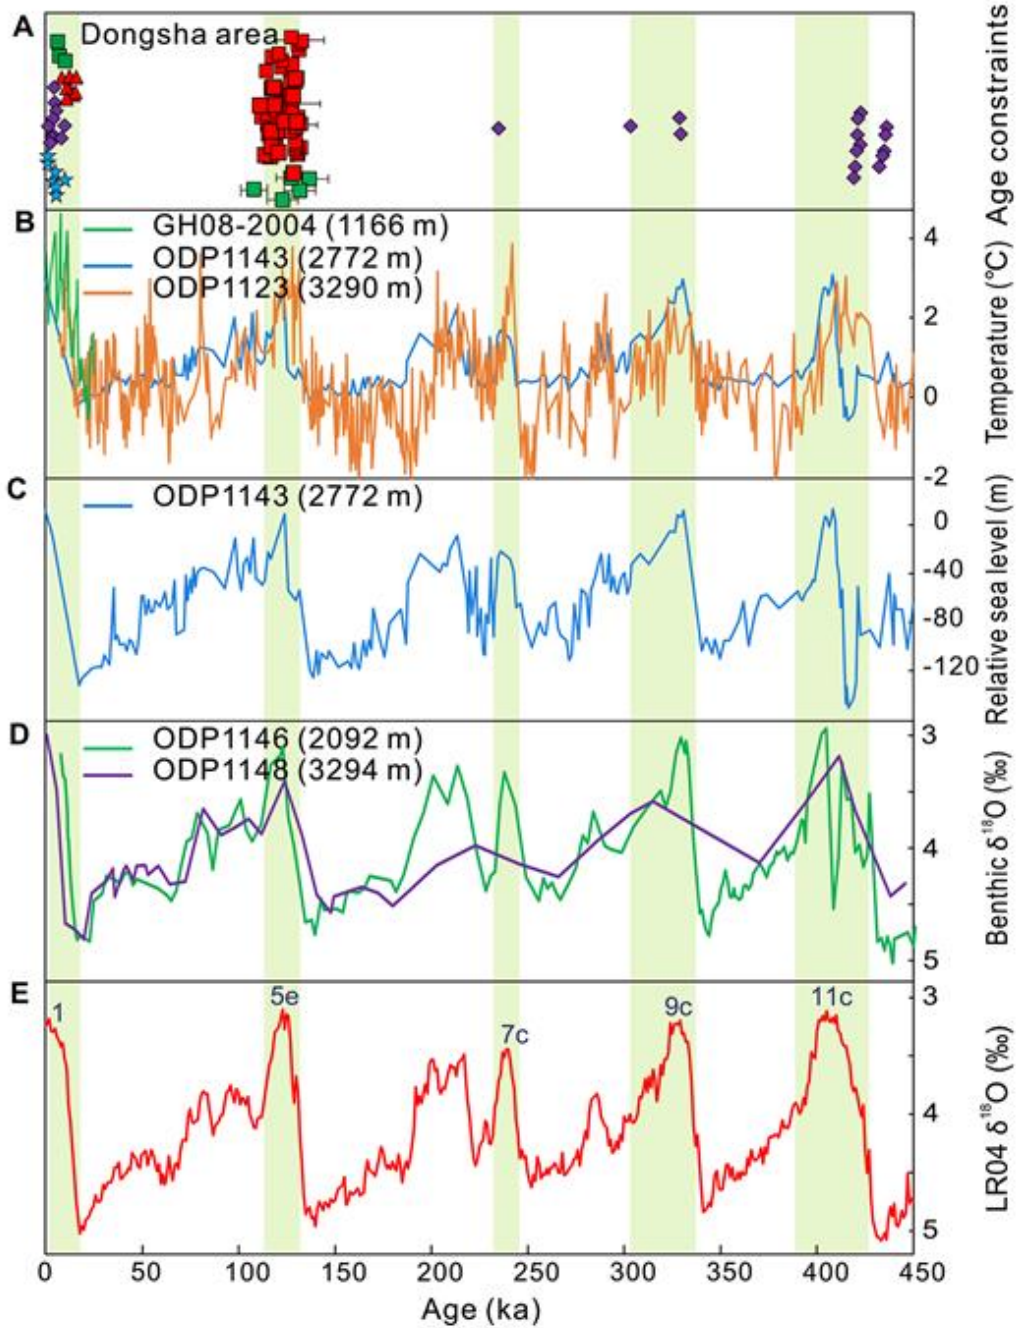 A
Dongsha area
Age constraints
B
GH08-2004 (1166 m)
ODP1143 (2772 m)
ODP1123 (3290 m)
4
2
0
-2
Temperature (°C)
C
ODP1143 (2772 m)
0
-40
-80
-120
Relative sea level (m)
D
ODP1146 (2092 m)
ODP1148 (3294 m)
3
4
5
Benthic δ¹⁸O (‰)
E
1
5e
7c
9c
11c
3
4
5
LR04 δ¹⁸O (‰)
0 50 100 150 200 250 300 350 400 450
Age (ka)